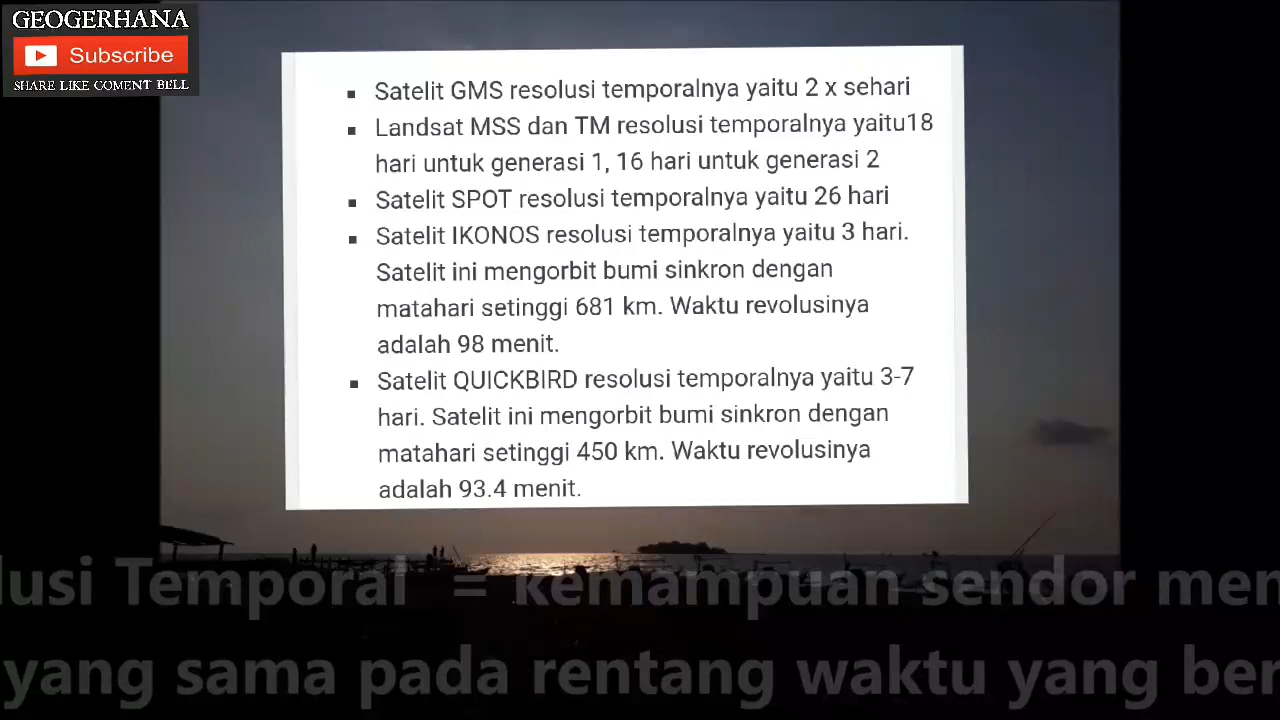 GEOGERHANA
Subscribe
SHARE LIKE COMENT BELL
▪ Satelit GMS resolusi temporalnya yaitu 2 x sehari
▪ Landsat MSS dan TM resolusi temporalnya yaitu18
hari untuk generasi 1, 16 hari untuk generasi 2
▪ Satelit SPOT resolusi temporalnya yaitu 26 hari
▪ Satelit IKONOS resolusi temporalnya yaitu 3 hari.
Satelit ini mengorbit bumi sinkron dengan
matahari setinggi 681 km. Waktu revolusinya
adalah 98 menit.
▪ Satelit QUICKBIRD resolusi temporalnya yaitu 3-7
hari. Satelit ini mengorbit bumi sinkron dengan
matahari setinggi 450 km. Waktu revolusinya
adalah 93.4 menit.
lusi Temporal = kemampuan sendor men
yang sama pada rentang waktu yang ber